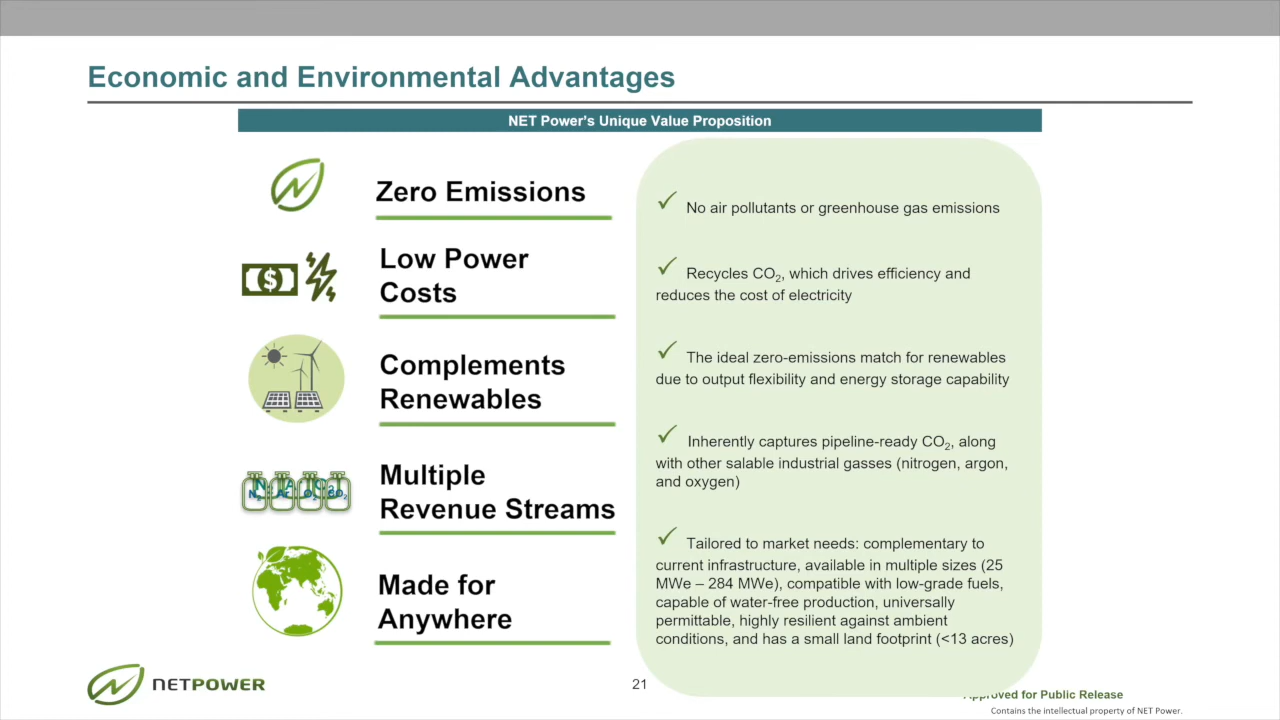 Economic and Environmental Advantages
NET Power's Unique Value Proposition
Zero Emissions
✓ No air pollutants or greenhouse gas emissions
Low Power
Costs
✓ Recycles CO₂, which drives efficiency and
reduces the cost of electricity
Complements
Renewables
✓ The ideal zero-emissions match for renewables
due to output flexibility and energy storage capability
Multiple
Revenue Streams
✓ Inherently captures pipeline-ready CO₂, along
with other salable industrial gasses (nitrogen, argon,
and oxygen)
Made for
Anywhere
✓ Tailored to market needs: complementary to
current infrastructure, available in multiple sizes (25
MWe – 284 MWe), compatible with low-grade fuels,
capable of water-free production, universally
permittable, highly resilient against ambient
conditions, and has a small land footprint (<13 acres)
NETPOWER
21
Approved for Public Release
Contains the intellectual property of NET Power.